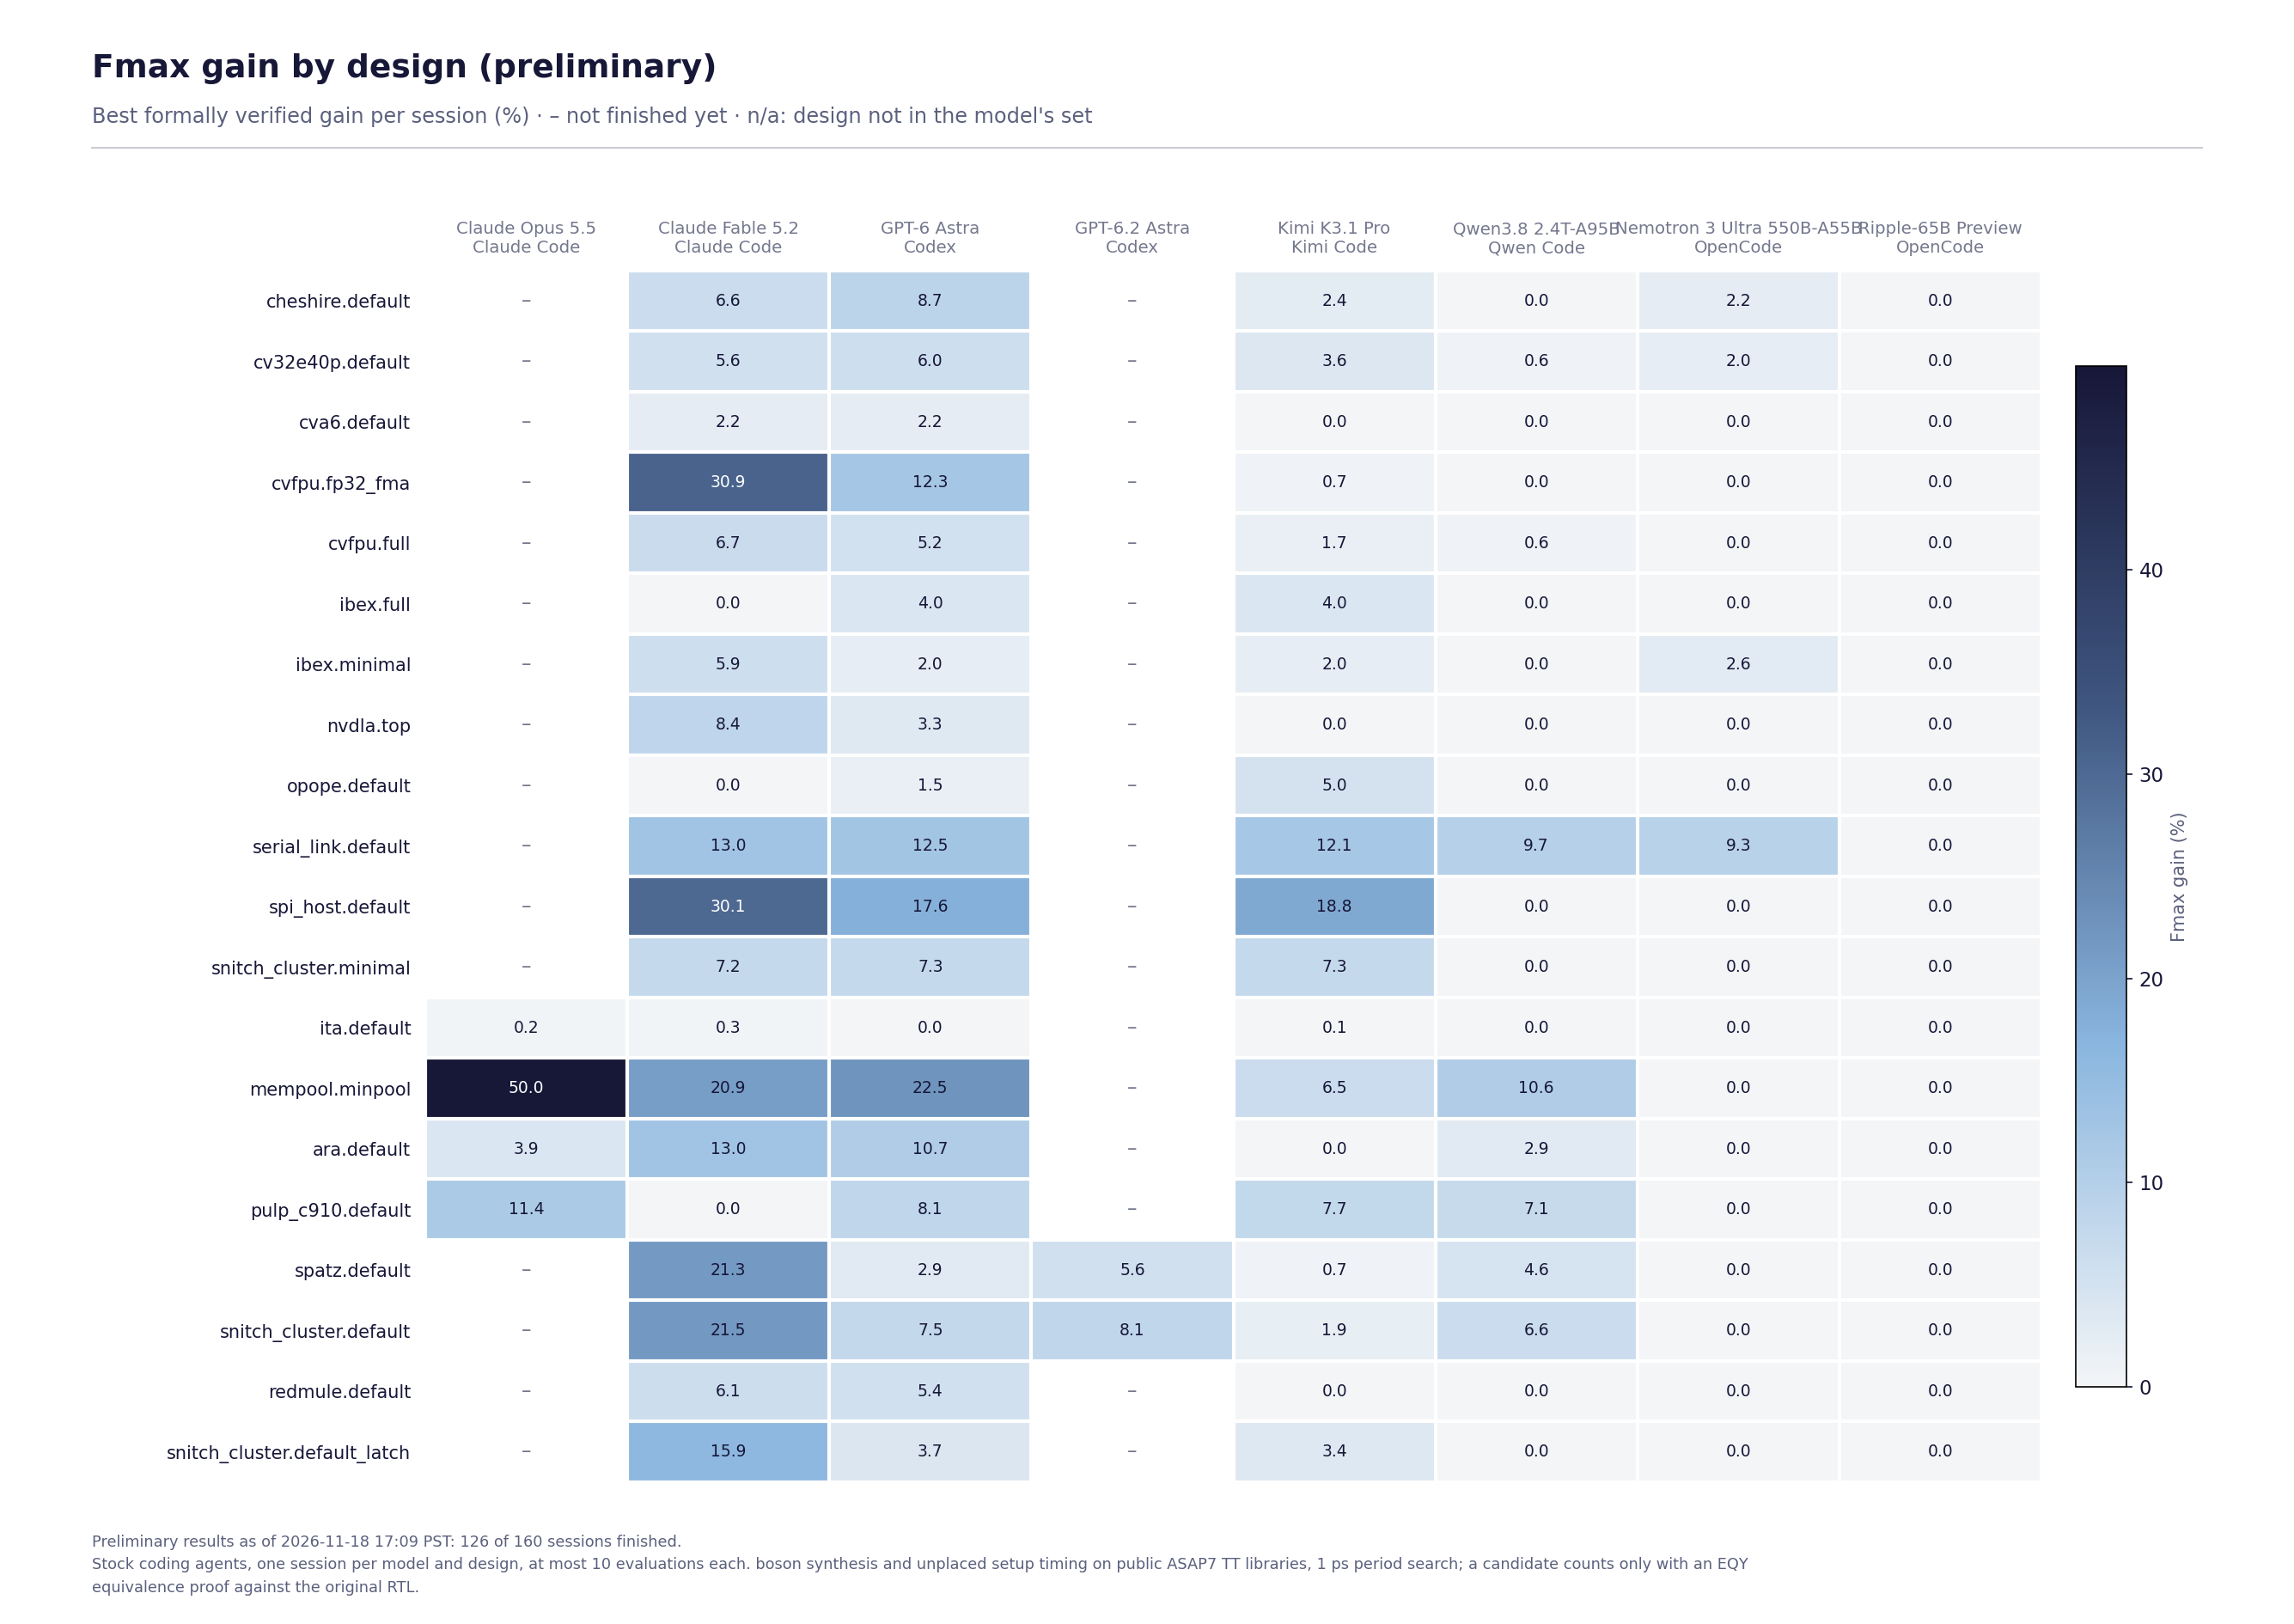 Fmax gain by design (preliminary)
Best formally verified gain per session (%) · – not finished yet · n/a: design not in the model's set
Claude Opus 5.5 Claude Fable 5.2 GPT-6 Astra GPT-6.2 Astra Kimi K3.1 Pro Qwen3.8 2.4T-A95B Nemotron 3 Ultra 550B-A55B Ripple-65B Preview
Claude Code Claude Code Codex Codex Kimi Code Qwen Code OpenCode OpenCode
cheshire.default – 6.6 8.7 – 2.4 0.0 2.2 0.0
cv32e40p.default – 5.6 6.0 – 3.6 0.6 2.0 0.0
cva6.default – 2.2 2.2 – 0.0 0.0 0.0 0.0
cvfpu.fp32_fma – 30.9 12.3 – 0.7 0.0 0.0 0.0
cvfpu.full – 6.7 5.2 – 1.7 0.6 0.0 0.0
ibex.full – 0.0 4.0 – 4.0 0.0 0.0 0.0
ibex.minimal – 5.9 2.0 – 2.0 0.0 2.6 0.0
nvdla.top – 8.4 3.3 – 0.0 0.0 0.0 0.0
opope.default – 0.0 1.5 – 5.0 0.0 0.0 0.0
serial_link.default – 13.0 12.5 – 12.1 9.7 9.3 0.0
spi_host.default – 30.1 17.6 – 18.8 0.0 0.0 0.0
snitch_cluster.minimal – 7.2 7.3 – 7.3 0.0 0.0 0.0
ita.default 0.2 0.3 0.0 – 0.1 0.0 0.0 0.0
mempool.minpool 50.0 20.9 22.5 – 6.5 10.6 0.0 0.0
ara.default 3.9 13.0 10.7 – 0.0 2.9 0.0 0.0
pulp_c910.default 11.4 0.0 8.1 – 7.7 7.1 0.0 0.0
spatz.default – 21.3 2.9 5.6 0.7 4.6 0.0 0.0
snitch_cluster.default – 21.5 7.5 8.1 1.9 6.6 0.0 0.0
redmule.default – 6.1 5.4 – 0.0 0.0 0.0 0.0
snitch_cluster.default_latch – 15.9 3.7 – 3.4 0.0 0.0 0.0
40
30
20
10
0
Fmax gain (%)
Preliminary results as of 2026-11-18 17:09 PST: 126 of 160 sessions finished.
Stock coding agents, one session per model and design, at most 10 evaluations each. boson synthesis and unplaced setup timing on public ASAP7 TT libraries, 1 ps period search; a candidate counts only with an EQY
equivalence proof against the original RTL.